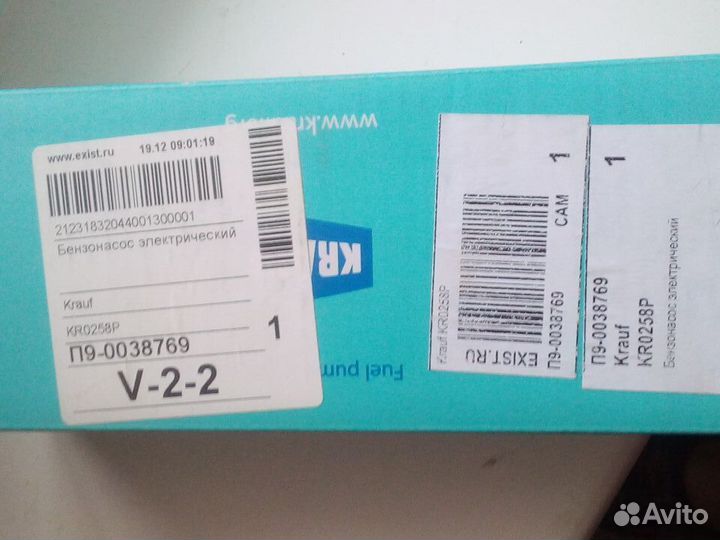 www.exist.ru 19.12 09:01:19
21231832044001300001
Бензонасос электрический
Krauf
KR0258P
П9-0038769
1
V-2-2
Fuel pum
Krauf KR0258P
EXIST.RU
CAM
П9-0038769
1
1
П9-0038769
Krauf
KR0258P
Бензонасос электрический
Avito